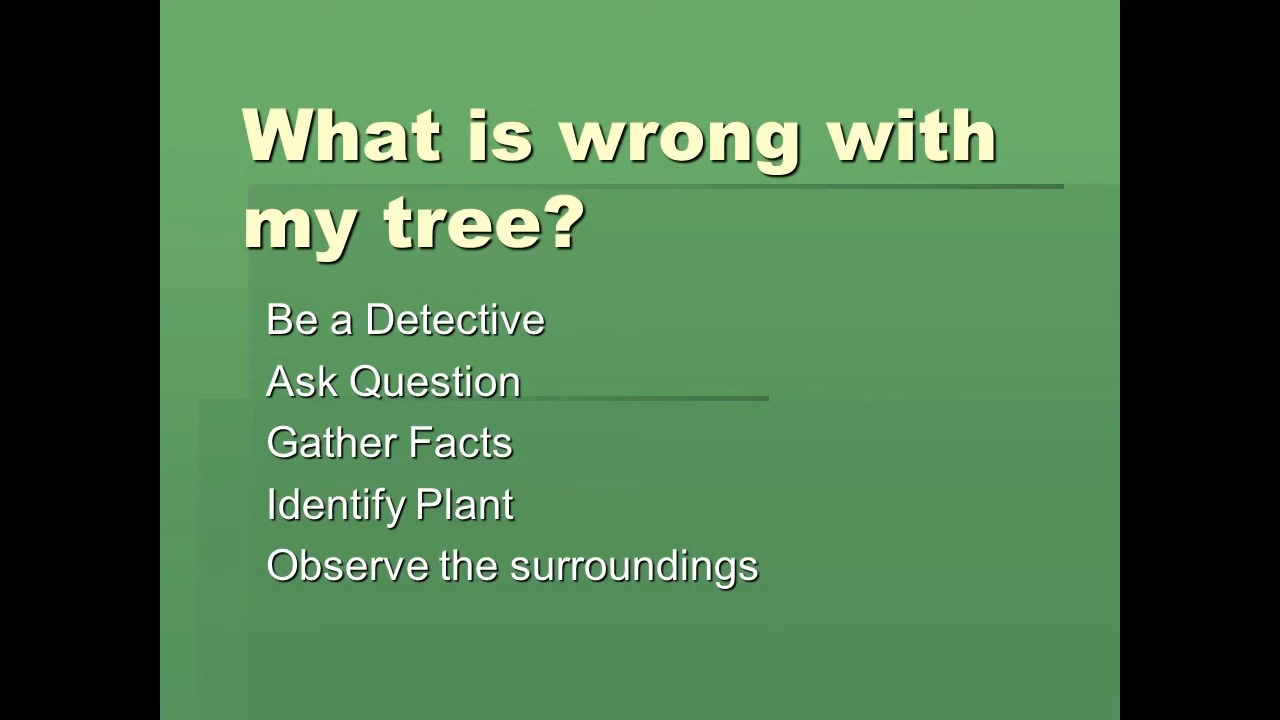 What is wrong with
my tree?
Be a Detective
Ask Question
Gather Facts
Identify Plant
Observe the surroundings